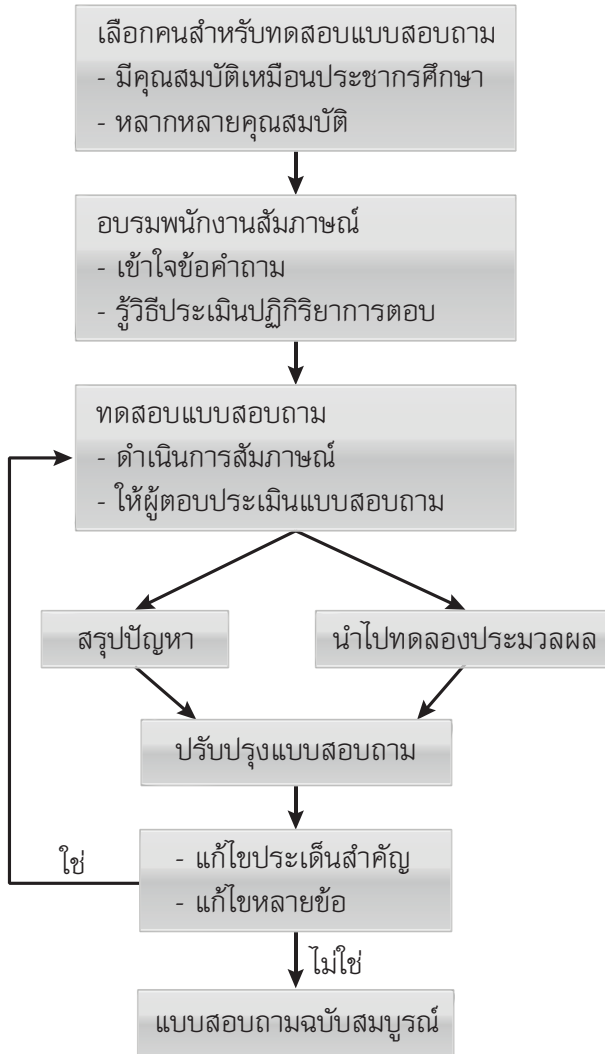 เลือกคนสำหรับทดสอบแบบสอบถาม
- มีคุณสมบัติเหมือนประชากรศึกษา
- หลากหลายคุณสมบัติ
อบรมพนักงานสัมภาษณ์
- เข้าใจข้อคำถาม
- รู้วิธีประเมินปฏิกิริยาการตอบ
ทดสอบแบบสอบถาม
- ดำเนินการสัมภาษณ์
- ให้ผู้ตอบประเมินแบบสอบถาม
สรุปปัญหา
นำไปทดลองประมวลผล
ปรับปรุงแบบสอบถาม
- แก้ไขประเด็นสำคัญ
- แก้ไขหลายข้อ
ใช่
ไม่ใช่
แบบสอบถามฉบับสมบูรณ์